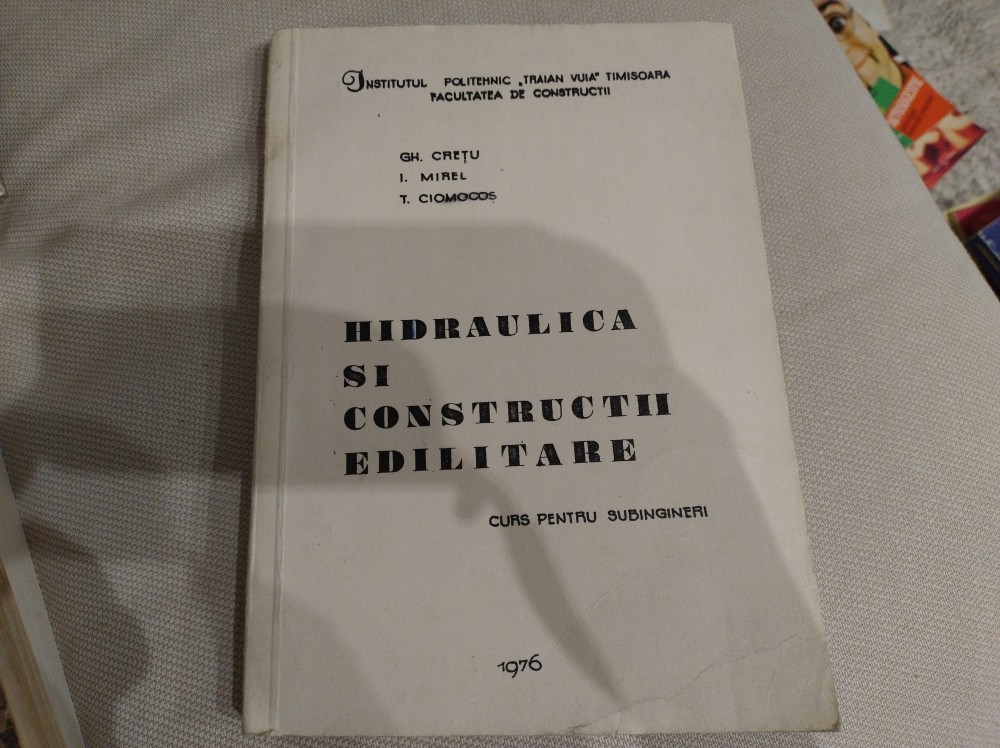 INSTITUTUL POLITEHNIC „TRAIAN VUIA" TIMISOARA
FACULTATEA DE CONSTRUCTII
GH. CREȚU
I. MIREL
T. CIOMOCOȘ
HIDRAULICA
SI
CONSTRUCTII
EDILITARE
CURS PENTRU SUBINGINERI
1976